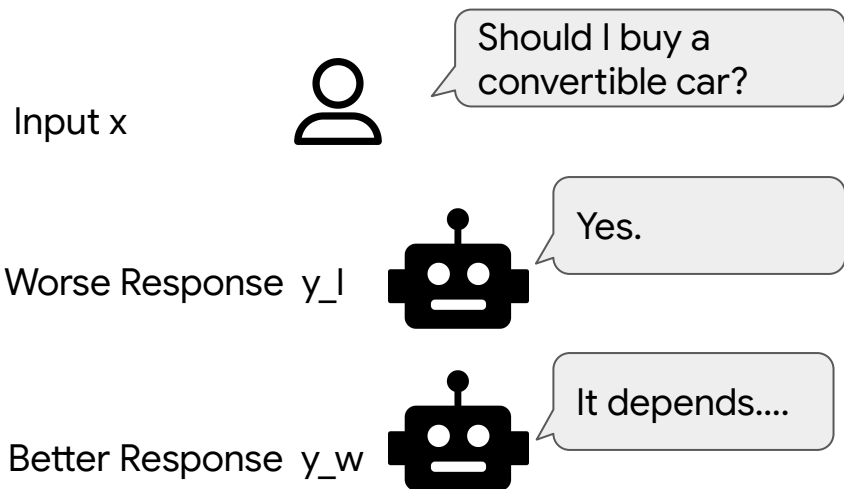 Should I buy a
convertible car?
Input x
Yes.
Worse Response y_l
It depends....
Better Response y_w